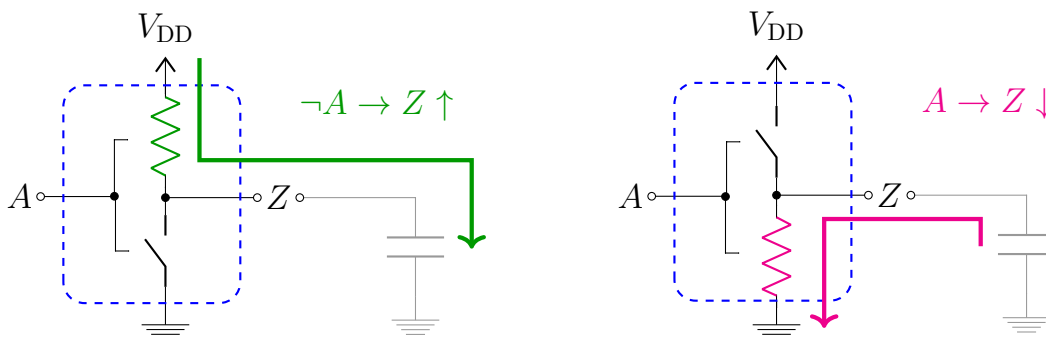 V_DD
¬A → Z ↑
A
Z
V_DD
A → Z ↓
A
Z